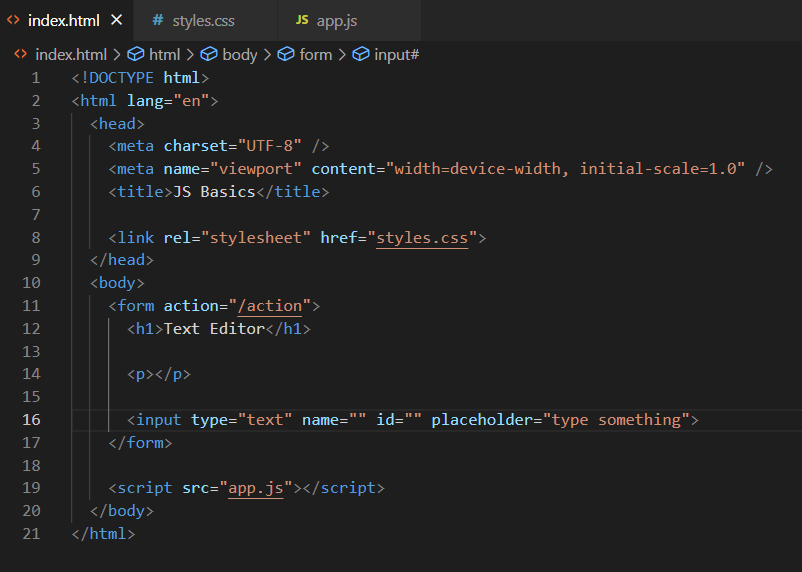 index.html styles.css JS app.js
index.html > html > body > form > input#
1 <!DOCTYPE html>
2 <html lang="en">
3 <head>
4 <meta charset="UTF-8" />
5 <meta name="viewport" content="width=device-width, initial-scale=1.0" />
6 <title>JS Basics</title>
7
8 <link rel="stylesheet" href="styles.css">
9 </head>
10 <body>
11 <form action="/action">
12 <h1>Text Editor</h1>
13
14 <p></p>
15
16 <input type="text" name="" id="" placeholder="type something">
17 </form>
18
19 <script src="app.js"></script>
20 </body>
21 </html>